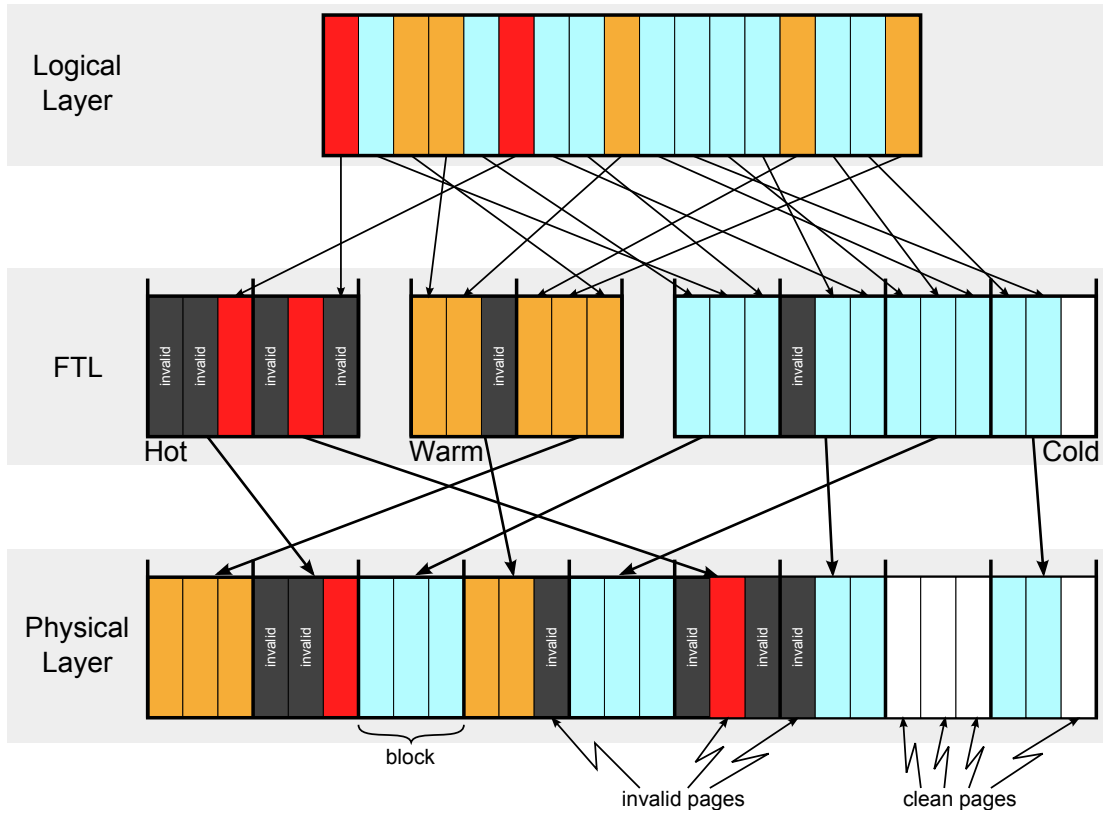 Logical
Layer
FTL
invalid
invalid
invalid
invalid
invalid
invalid
Hot
Warm
Cold
Physical
Layer
invalid
invalid
invalid
invalid
invalid
block
invalid pages
clean pages